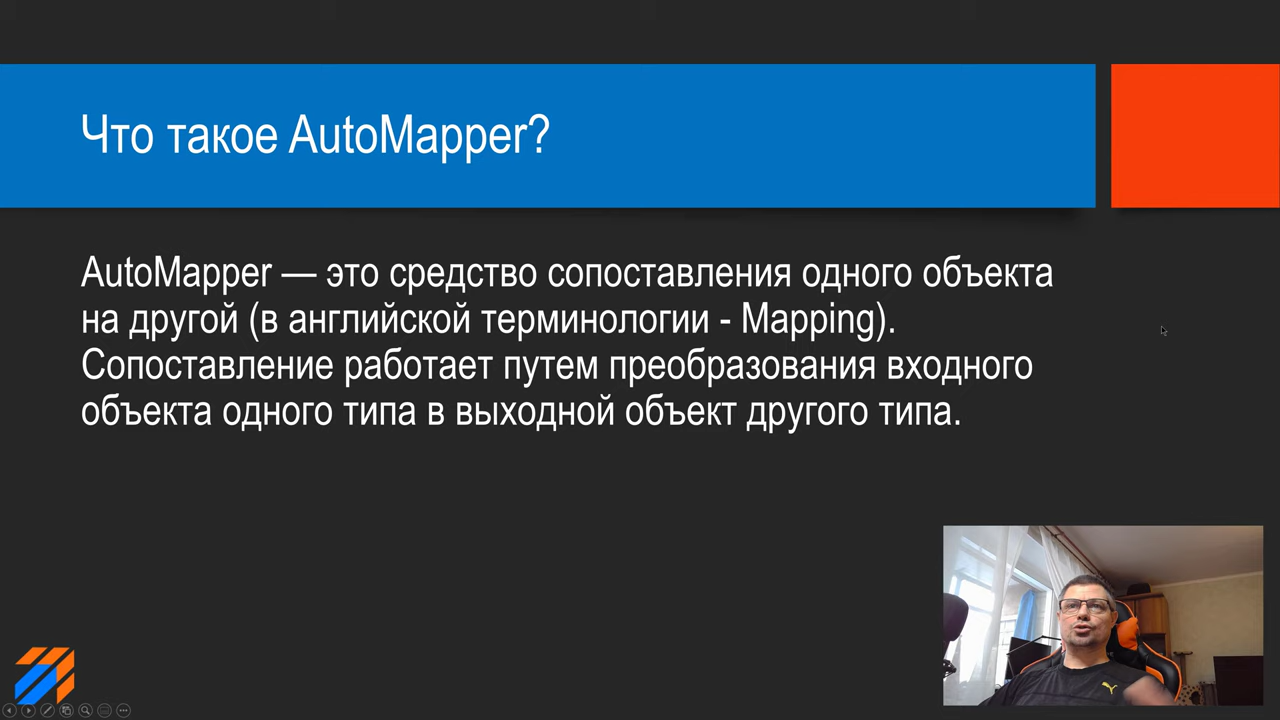 Что такое AutoMapper?
AutoMapper — это средство сопоставления одного объекта
на другой (в английской терминологии - Mapping).
Сопоставление работает путем преобразования входного
объекта одного типа в выходной объект другого типа.